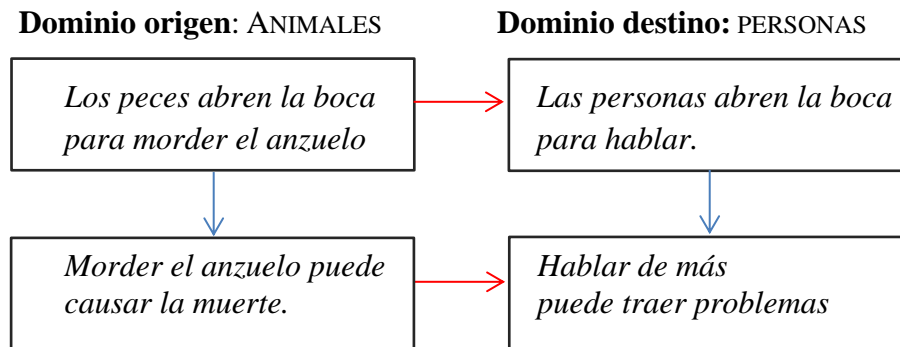 Dominio origen: ANIMALES
Dominio destino: PERSONAS
Los peces abren la boca
para morder el anzuelo
Las personas abren la boca
para hablar.
Morder el anzuelo puede
causar la muerte.
Hablar de más
puede traer problemas